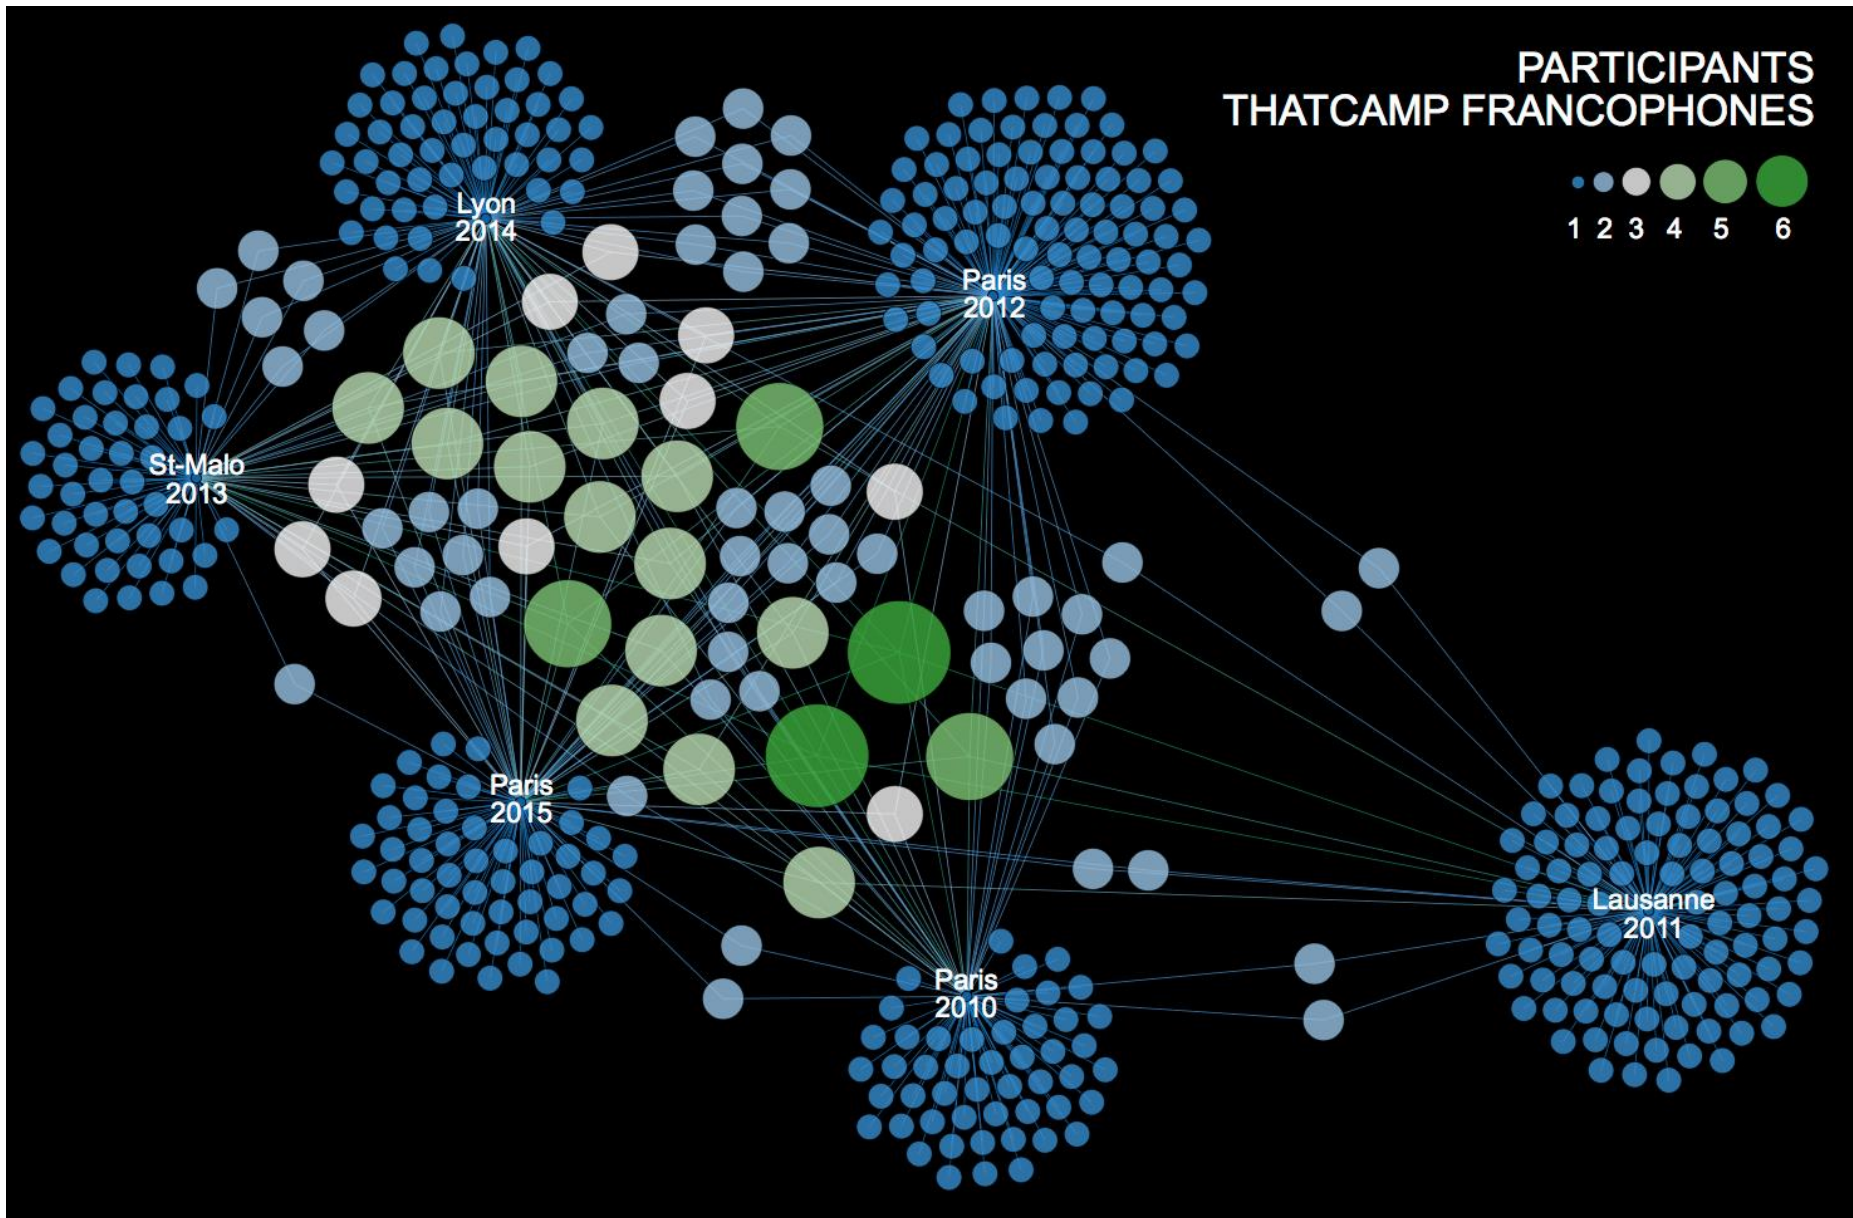 PARTICIPANTS
THATCAMP FRANCOPHONES
1 2 3 4 5 6
Lyon
2014
Paris
2012
St-Malo
2013
Paris
2015
Lausanne
2011
Paris
2010